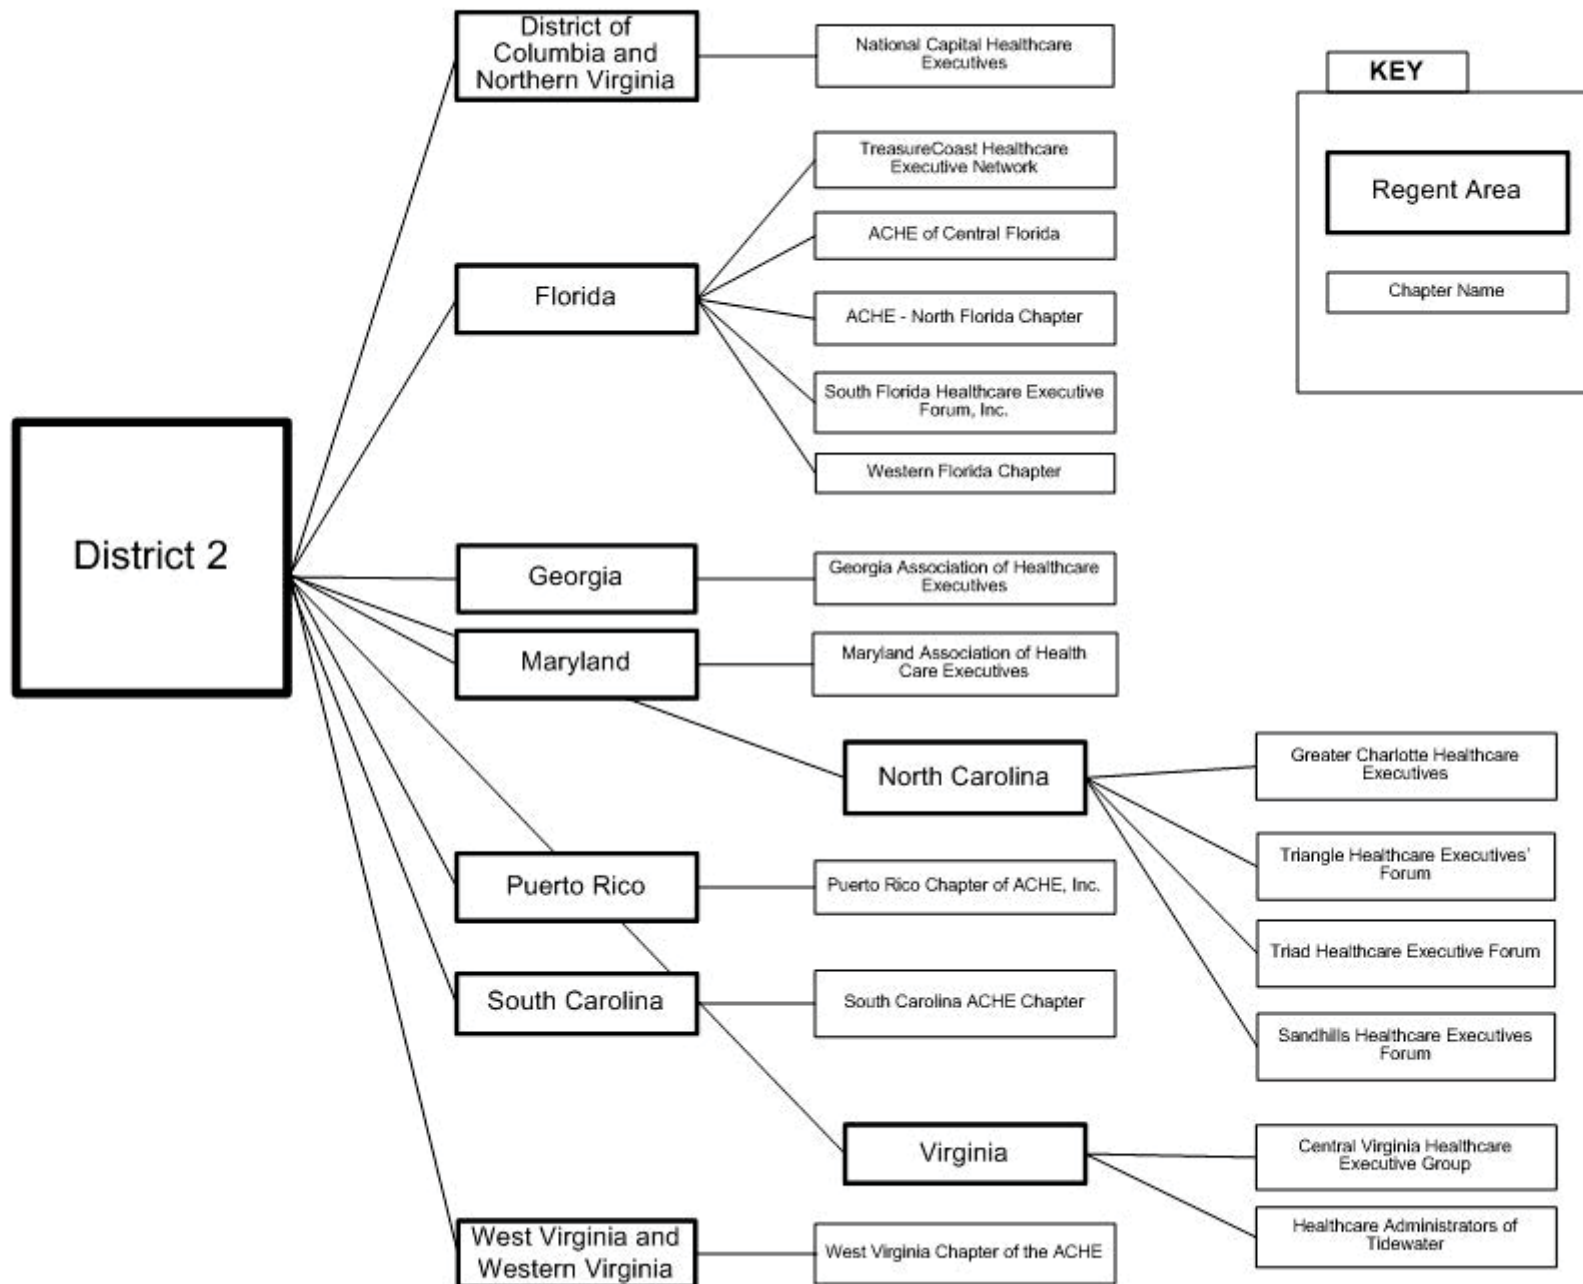 District of
Columbia and
Northern Virginia
National Capital Healthcare
Executives
KEY
Regent Area
Chapter Name
TreasureCoast Healthcare
Executive Network
ACHE of Central Florida
Florida
ACHE - North Florida Chapter
South Florida Healthcare Executive
Forum, Inc.
Western Florida Chapter
District 2
Georgia
Georgia Association of Healthcare
Executives
Maryland
Maryland Association of Health
Care Executives
North Carolina
Greater Charlotte Healthcare
Executives
Triangle Healthcare Executives'
Forum
Triad Healthcare Executive Forum
Sandhills Healthcare Executives
Forum
Puerto Rico
Puerto Rico Chapter of ACHE, Inc.
South Carolina
South Carolina ACHE Chapter
Virginia
Central Virginia Healthcare
Executive Group
Healthcare Administrators of
Tidewater
West Virginia and
Western Virginia
West Virginia Chapter of the ACHE